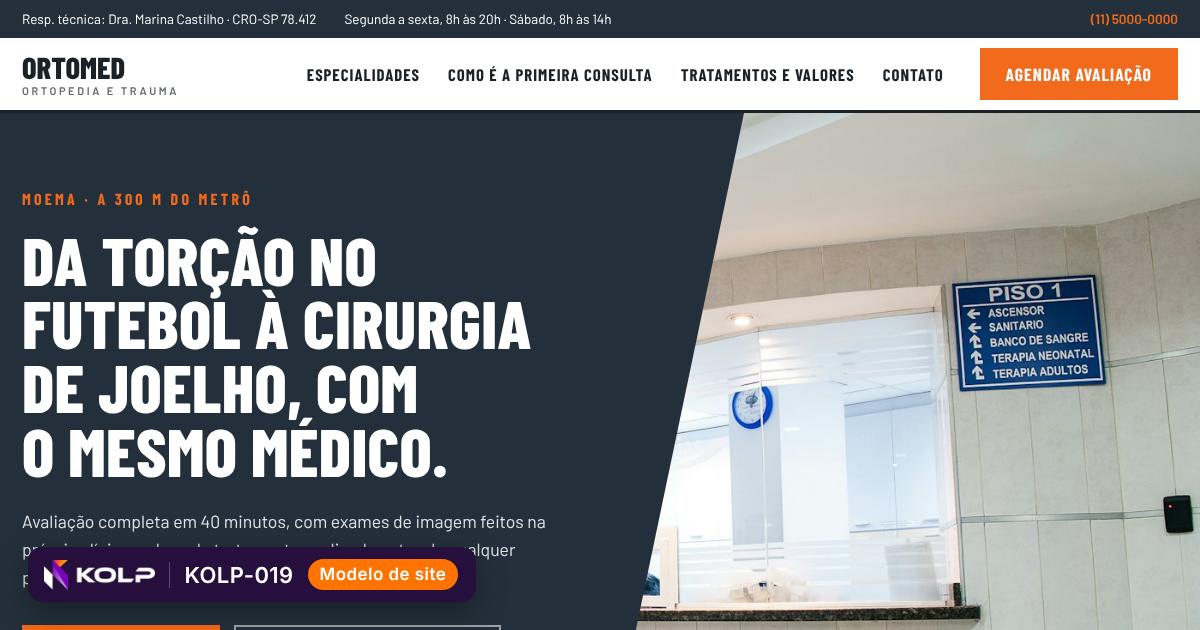 Resp. técnica: Dra. Marina Castilho · CRO-SP 78.412
Segunda a sexta, 8h às 20h · Sábado, 8h às 14h
(11) 5000-0000
ORTOMED
ORTOPEDIA E TRAUMA
ESPECIALIDADES
COMO É A PRIMEIRA CONSULTA
TRATAMENTOS E VALORES
CONTATO
AGENDAR AVALIAÇÃO
MOEMA · A 300 M DO METRÔ
DA TORÇÃO NO
FUTEBOL À CIRURGIA
DE JOELHO, COM
O MESMO MÉDICO.
Avaliação completa em 40 minutos, com exames de imagem feitos na
KOLP
KOLP-019
Modelo de site
PISO 1
← ASCENSOR
← SANITARIO
BANCO DE SANGRE
TERAPIA NEONATAL
TERAPIA ADULTOS